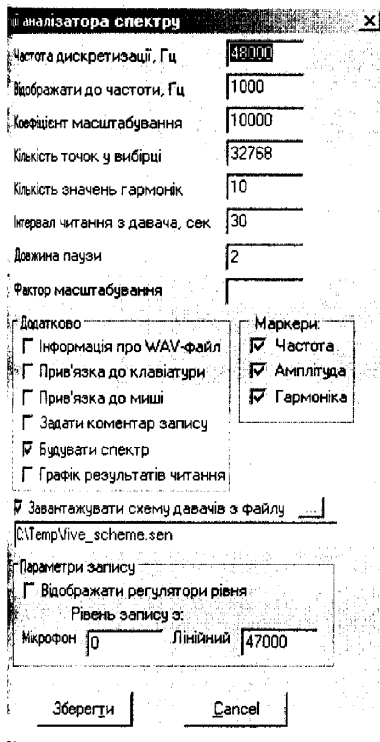 аналізатора спектру
Частота дискретизації, Гц 48000
Відображати до частоти, Гц 1000
Коефіцієнт масштабування 10000
Кількість точок у вибірці 32768
Кількість значень гармонік 10
Інтервал читання з давача, сек 30
Довжина паузи 2
Фактор масштабування
Додатково
Інформація про WAV-файл
Прив'язка до клавіатури
Прив'язка до миші
Задати коментар запису
Будувати спектр
Графік результатів читання
Маркери:
Частота
Амплітуда
Гармоніка
Завантажувати схему давачів з файлу ...
C:\Temp\five_scheme.sen
Параметри запису
Відображати регулятори рівня
Рівень запису з:
Мікрофон 0 Лінійний 47000
Зберегти Cancel